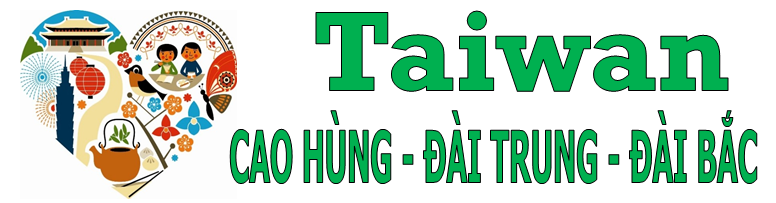 Taiwan
CAO HÙNG - ĐÀI TRUNG - ĐÀI BẮC